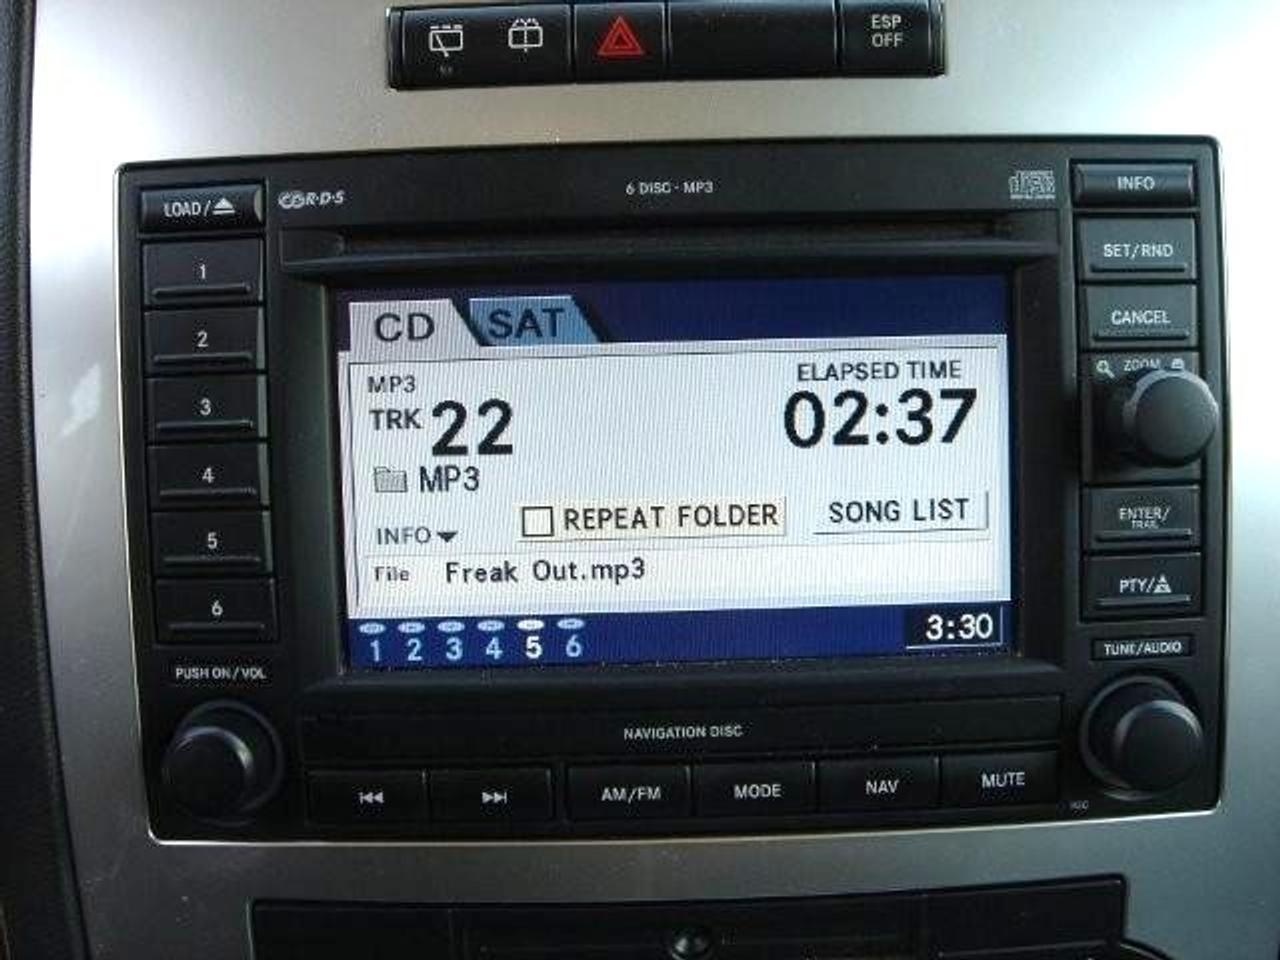 ESP
OFF
LOAD/
R·D·S
6 DISC - MP3
disc
INFO
1
2
3
4
5
6
SET/RND
CANCEL
ZOOM
ENTER/
TRAIL
PTY/
CD SAT
MP3
TRK 22
ELAPSED TIME
02:37
MP3
REPEAT FOLDER
SONG LIST
INFO
File Freak Out.mp3
1 2 3 4 5 6
3:30
PUSH ON/VOL
TUNE/AUDIO
NAVIGATION DISC
AM/FM
MODE
NAV
MUTE